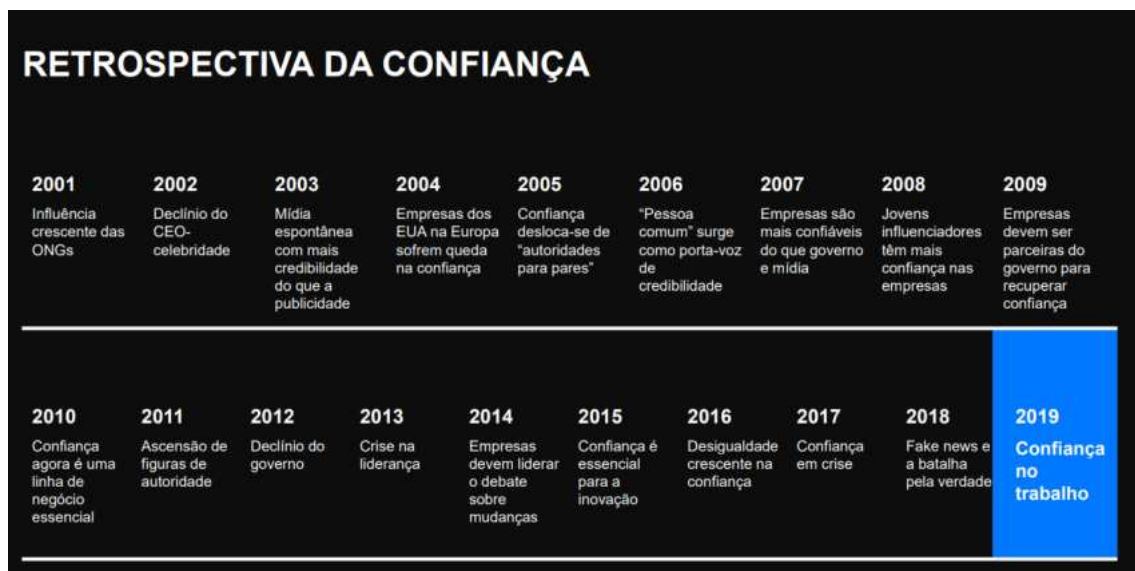 RETROSPECTIVA DA CONFIANÇA
2001
Influência
crescente das
ONGs
2002
Declínio do
CEO-
celebridade
2003
Mídia
espontânea
com mais
credibilidade
do que a
publicidade
2004
Empresas dos
EUA na Europa
sofrem queda
na confiança
2005
Confiança
desloca-se de
“autoridades
para pares”
2006
“Pessoa
comum” surge
como porta-voz
de
credibilidade
2007
Empresas são
mais confiáveis
do que governo
e mídia
2008
Jovens
influenciadores
têm mais
confiança nas
empresas
2009
Empresas
devem ser
parceiras do
governo para
recuperar
confiança
2010
Confiança
agora é uma
linha de
negócio
essencial
2011
Ascensão de
figuras de
autoridade
2012
Declínio do
governo
2013
Crise na
liderança
2014
Empresas
devem liderar
o debate
sobre
mudanças
2015
Confiança é
essencial
para a
inovação
2016
Desigualdade
crescente na
confiança
2017
Confiança
em crise
2018
Fake news e
a batalha
pela verdade
2019
Confiança
no
trabalho